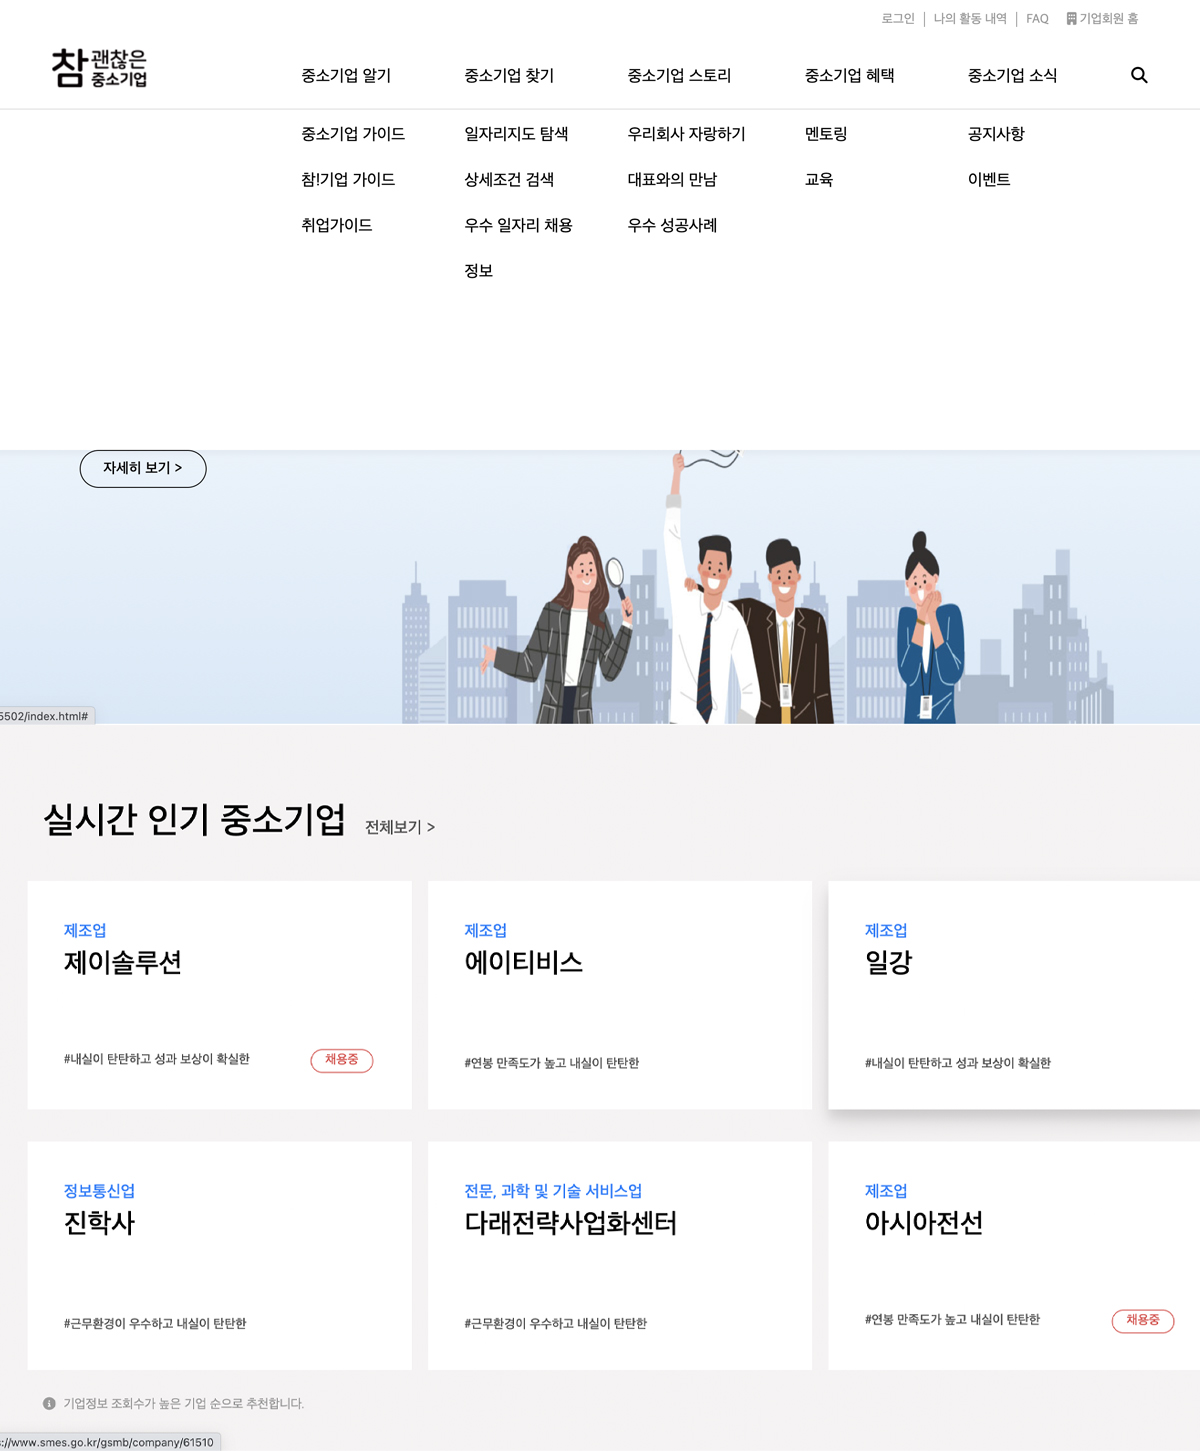 로그인 | 나의 활동 내역 | FAQ 기업회원 홈
참 괜찮은 중소기업
중소기업 알기 중소기업 찾기 중소기업 스토리 중소기업 혜택 중소기업 소식
중소기업 가이드 일자리지도 탐색 우리회사 자랑하기 멘토링 공지사항
참!기업 가이드 상세조건 검색 대표와의 만남 교육 이벤트
취업가이드 우수 일자리 채용 우수 성공사례
정보
자세히 보기 >
5502/index.html#
실시간 인기 중소기업 전체보기 >
제조업 제조업 제조업
제이솔루션 에이티비스 일강
#내실이 탄탄하고 성과 보상이 확실한 채용중 #연봉 만족도가 높고 내실이 탄탄한 #내실이 탄탄하고 성과 보상이 확실한
정보통신업 전문, 과학 및 기술 서비스업 제조업
진학사 다래전략사업화센터 아시아전선
#근무환경이 우수하고 내실이 탄탄한 #근무환경이 우수하고 내실이 탄탄한 #연봉 만족도가 높고 내실이 탄탄한 채용중
기업정보 조회수가 높은 기업 순으로 추천합니다.
://www.smes.go.kr/gsmb/company/61510